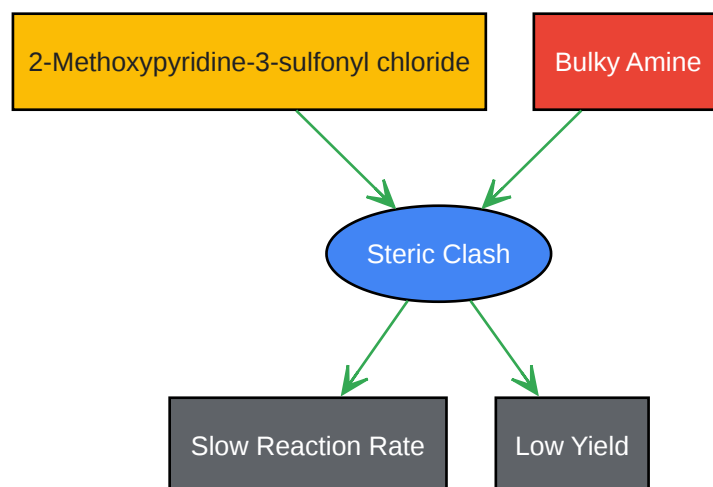 2-Methoxypyridine-3-sulfonyl chloride
Bulky Amine
Steric Clash
Slow Reaction Rate
Low Yield